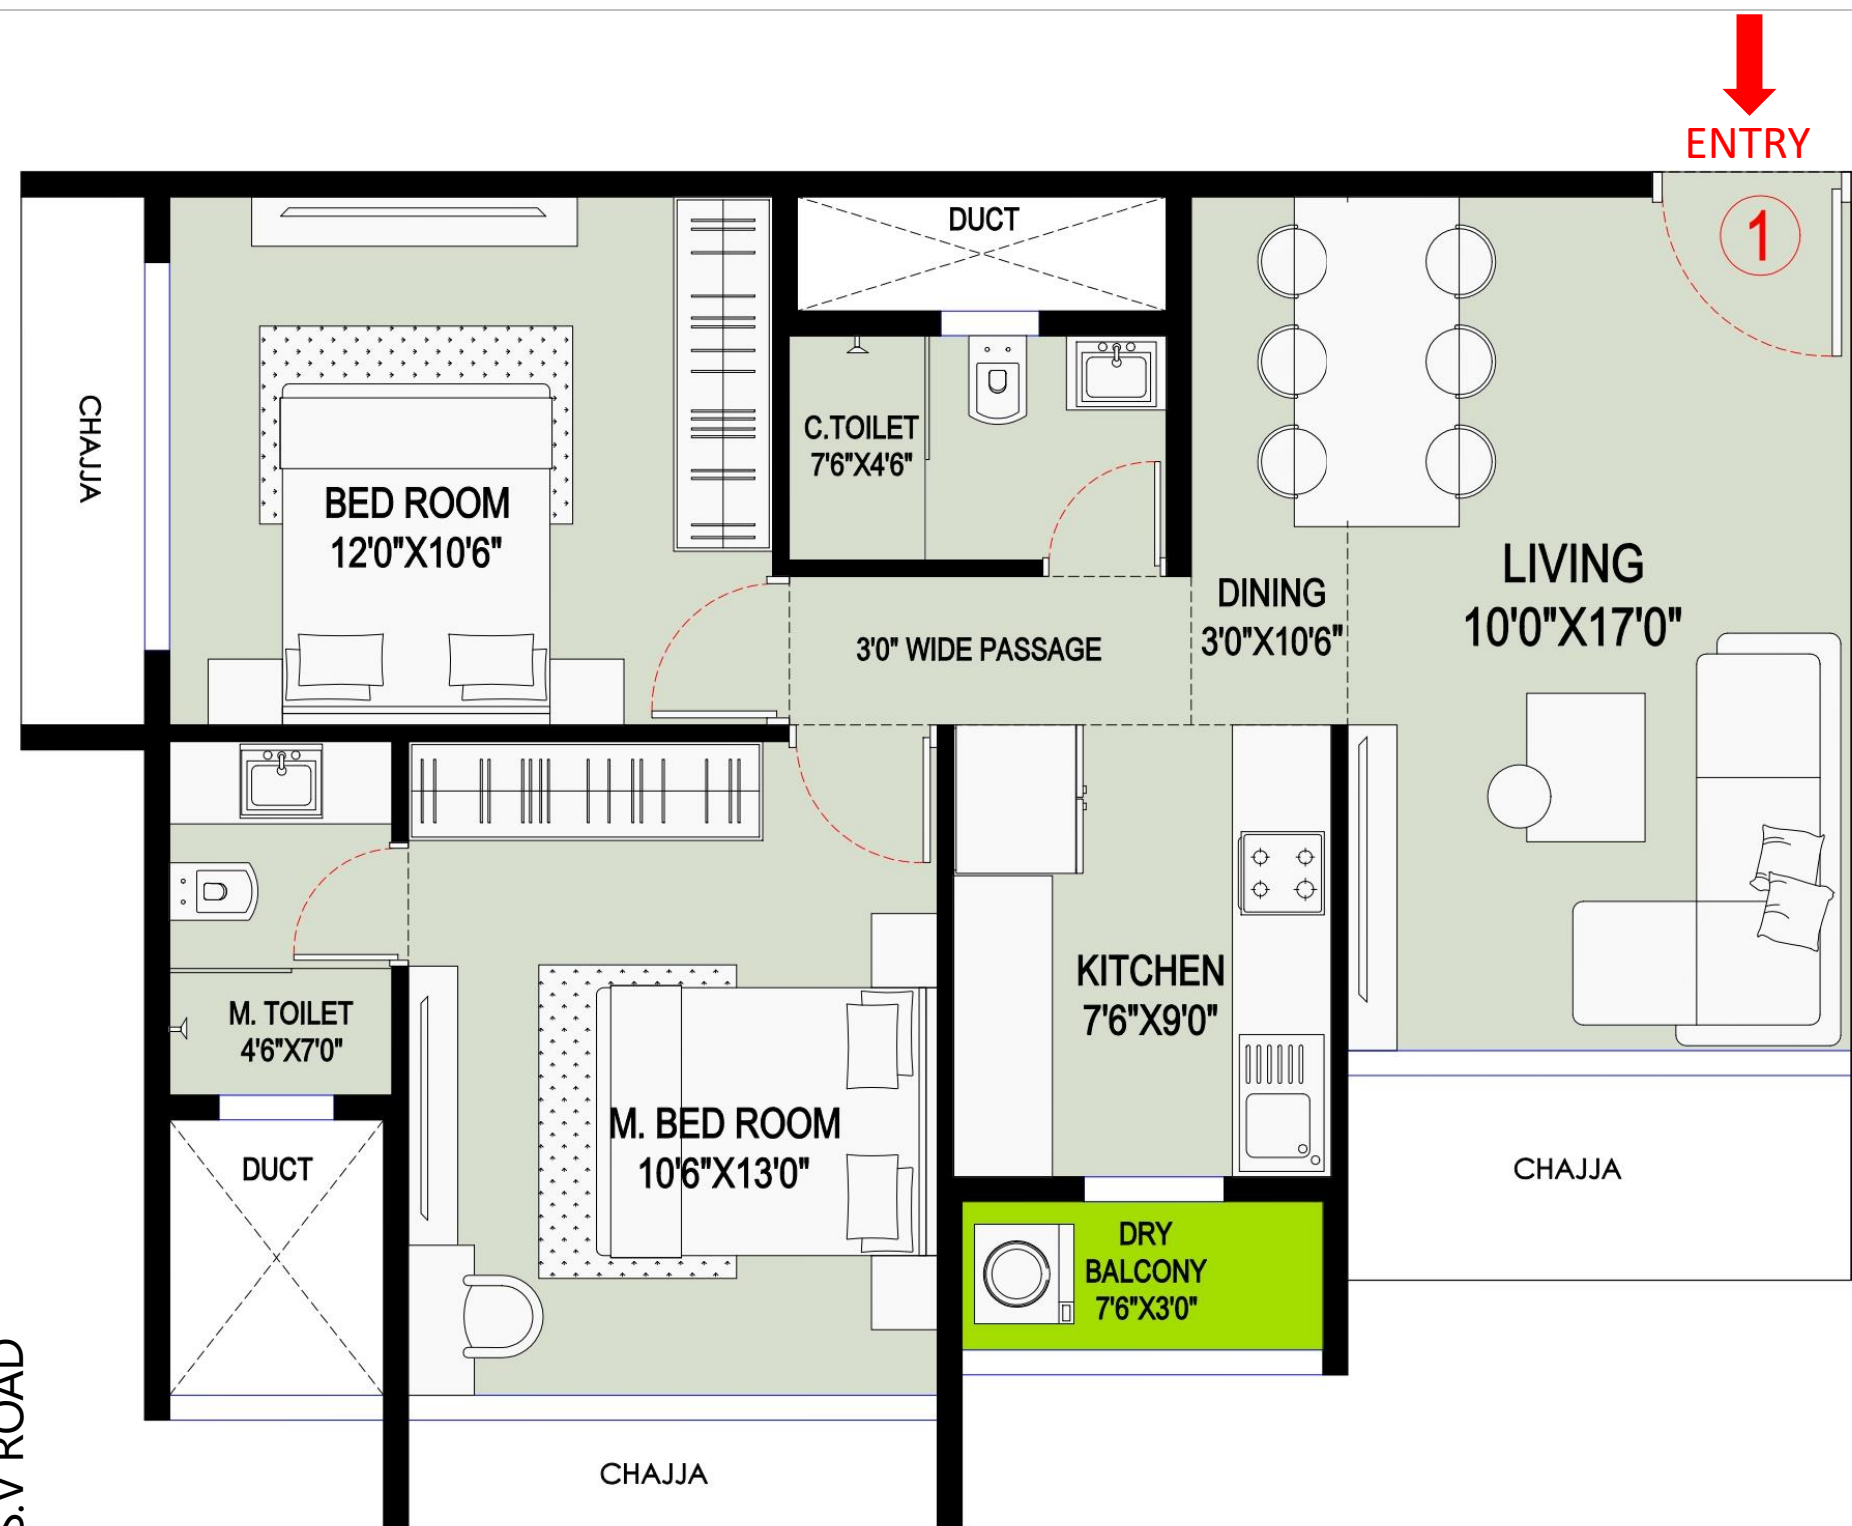 ENTRY
1
DUCT
CHAJJA
C.TOILET
7'6"X4'6"
BED ROOM
12'0"X10'6"
LIVING
10'0"X17'0"
DINING
3'0"X10'6"
3'0" WIDE PASSAGE
KITCHEN
7'6"X9'0"
M. TOILET
4'6"X7'0"
M. BED ROOM
10'6"X13'0"
DUCT
CHAJJA
DRY
BALCONY
7'6"X3'0"
S.V ROAD
CHAJJA